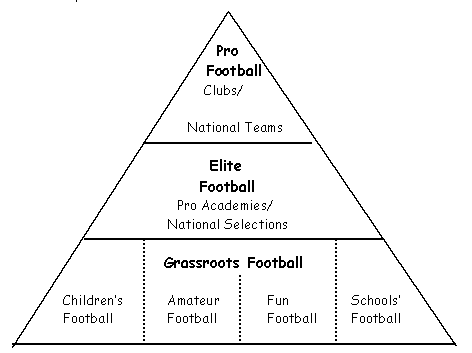 Pro
Football
Clubs/
National Teams
Elite
Football
Pro Academies/
National Selections
Grassroots Football
Children's
Football
Amateur
Football
Fun
Football
Schools'
Football